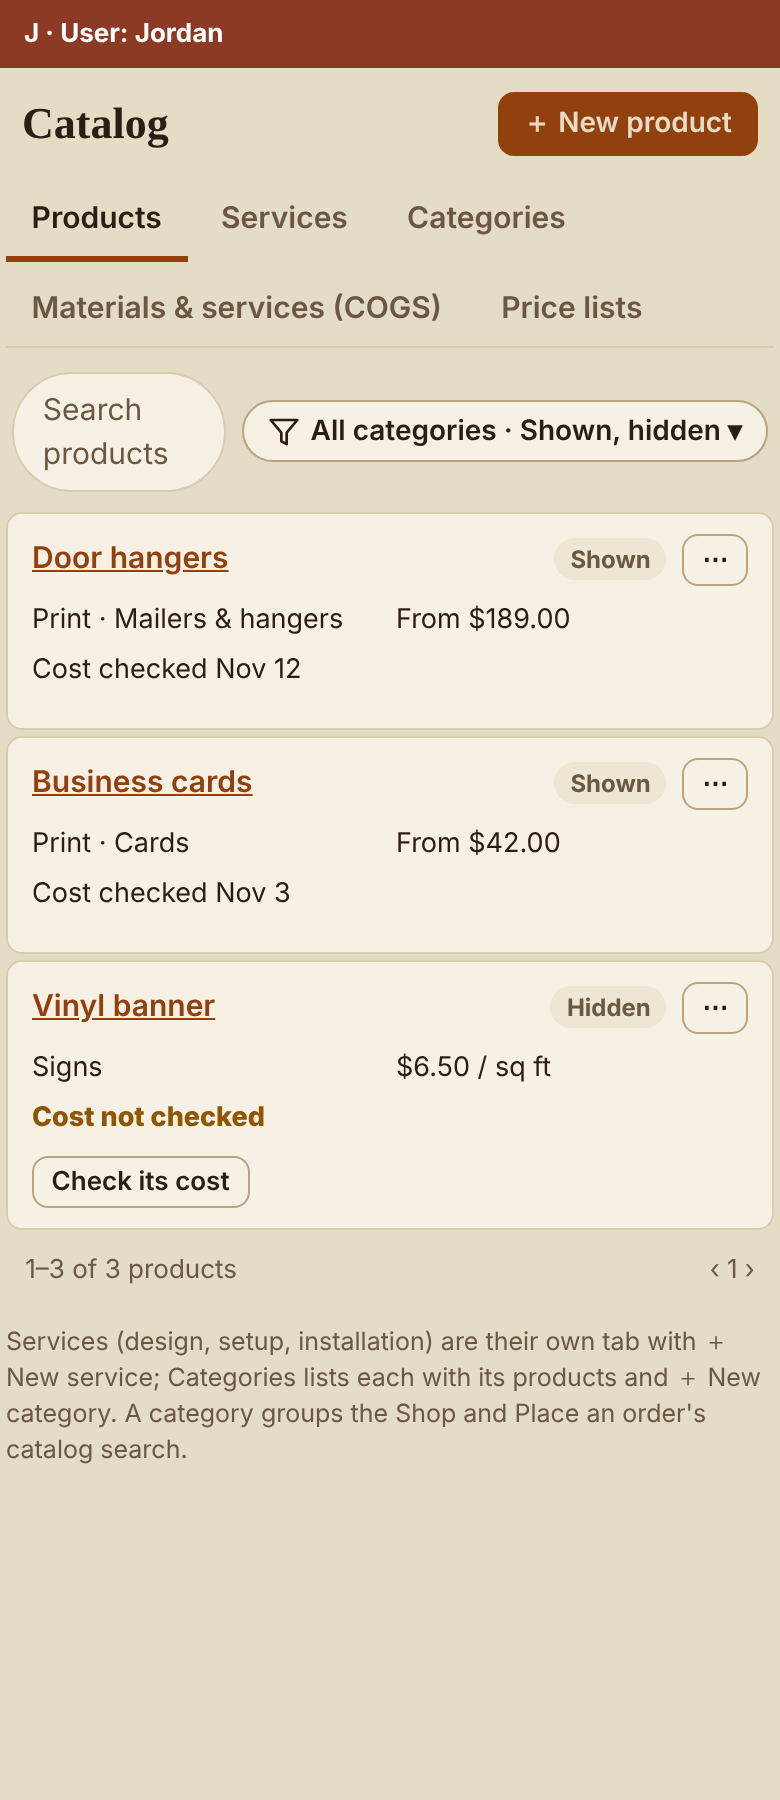 J · User: Jordan
Catalog
+ New product
Products Services Categories
Materials & services (COGS) Price lists
Search
products
All categories · Shown, hidden ▾
Door hangers Shown ···
Print · Mailers & hangers From $189.00
Cost checked Nov 12
Business cards Shown ···
Print · Cards From $42.00
Cost checked Nov 3
Vinyl banner Hidden ···
Signs $6.50 / sq ft
Cost not checked
Check its cost
1–3 of 3 products ‹ 1 ›
Services (design, setup, installation) are their own tab with +
New service; Categories lists each with its products and + New
category. A category groups the Shop and Place an order's
catalog search.